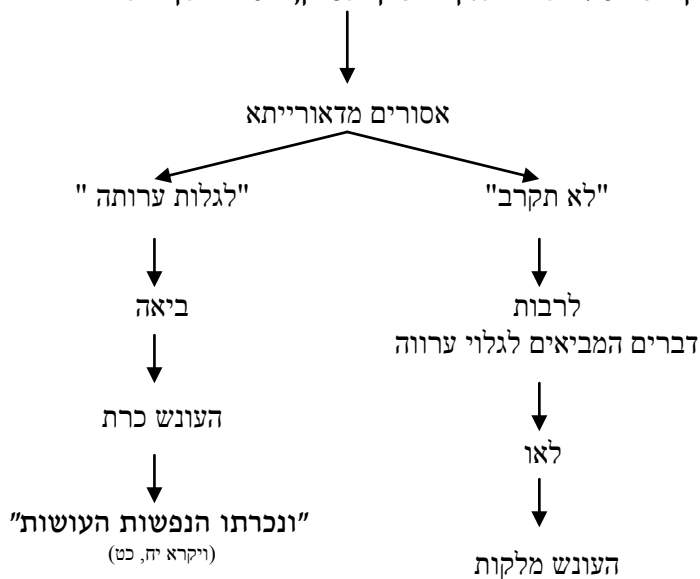 אסורים מדאורייתא
"לא תקרב"
לרבות
דברים המביאים לגלוי ערווה
לאו
העונש מלקות
"לגלות ערותה "
ביאה
העונש כרת
"ונכרתו הנפשות העושות"
(ויקרא יח, כט)